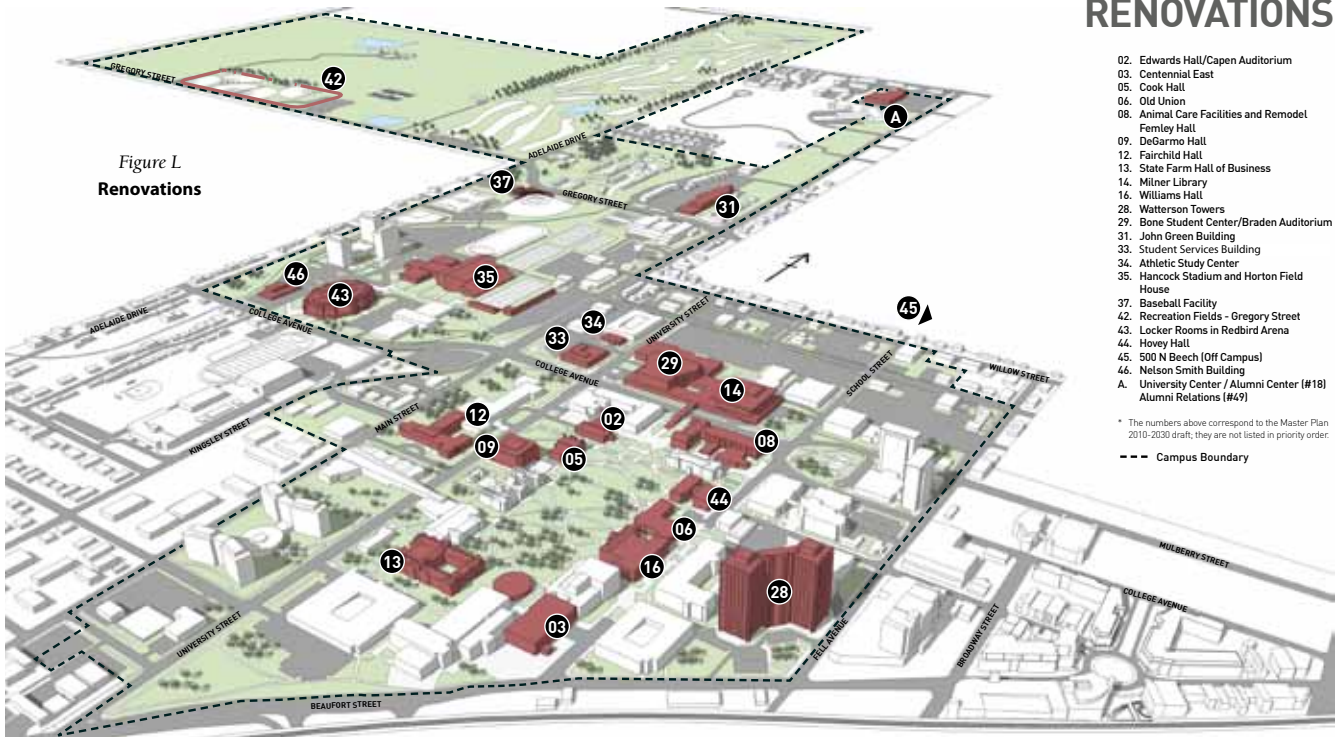 RENOVATIONS
02. Edwards Hall/Capen Auditorium
03. Centennial East
05. Cook Hall
06. Old Union
08. Animal Care Facilities and Remodel
Femley Hall
09. DeGarmo Hall
12. Fairchild Hall
13. State Farm Hall of Business
14. Milner Library
16. Williams Hall
28. Watterson Towers
29. Bone Student Center/Braden Auditorium
31. John Green Building
33. Student Services Building
34. Athletic Study Center
35. Hancock Stadium and Horton Field
House
37. Baseball Facility
42. Recreation Fields - Gregory Street
43. Locker Rooms in Redbird Arena
44. Hovey Hall
45. 500 N Beech (Off Campus)
46. Nelson Smith Building
A. University Center / Alumni Center (#18)
Alumni Relations (#49)
* The numbers above correspond to the Master Plan
2010-2030 draft; they are not listed in priority order.
Campus Boundary
Figure L
Renovations
GREGORY STREET
42
A
ADELAIDE DRIVE
37
GREGORY STREET
31
46
43
35
ADELAIDE DRIVE
COLLEGE AVENUE
45
34
33
UNIVERSITY STREET
29
COLLEGE AVENUE
14
SCHOOL STREET
WILLOW STREET
MAIN STREET
12
02
KINGSLEY STREET
09
05
08
44
06
13
16
28
MULBERRY STREET
COLLEGE AVENUE
03
UNIVERSITY STREET
FELL AVENUE
BROADWAY STREET
BEAUFORT STREET